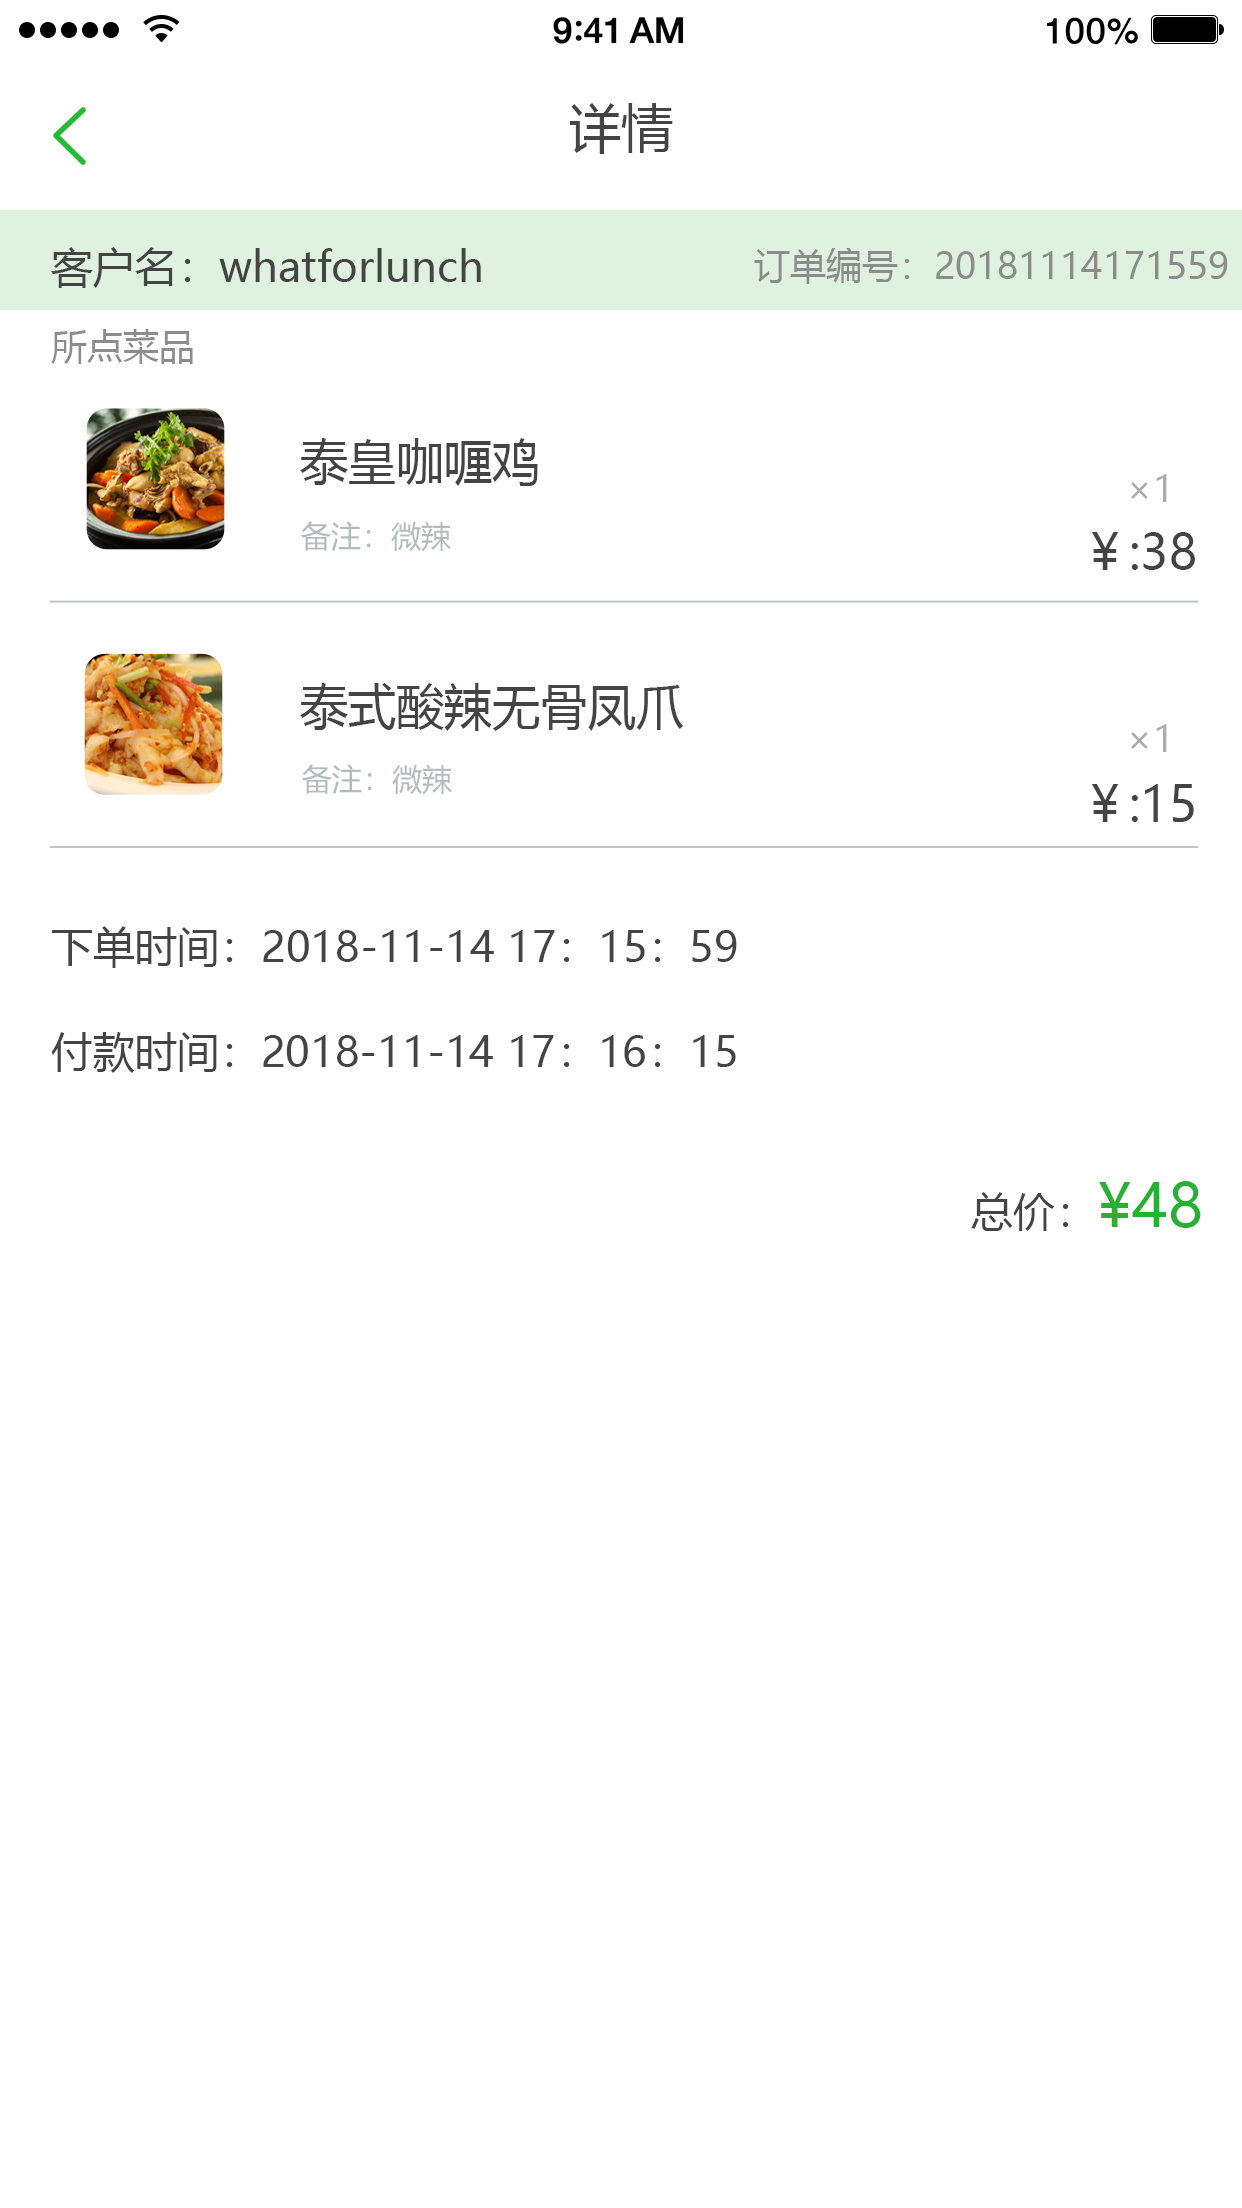 9:41 AM
100%
详情
客户名：whatforlunch
订单编号：20181114171559
所点菜品
泰皇咖喱鸡
备注：微辣
×1
¥:38
泰式酸辣无骨凤爪
备注：微辣
×1
¥:15
下单时间：2018-11-14 17：15：59
付款时间：2018-11-14 17：16：15
总价：¥48